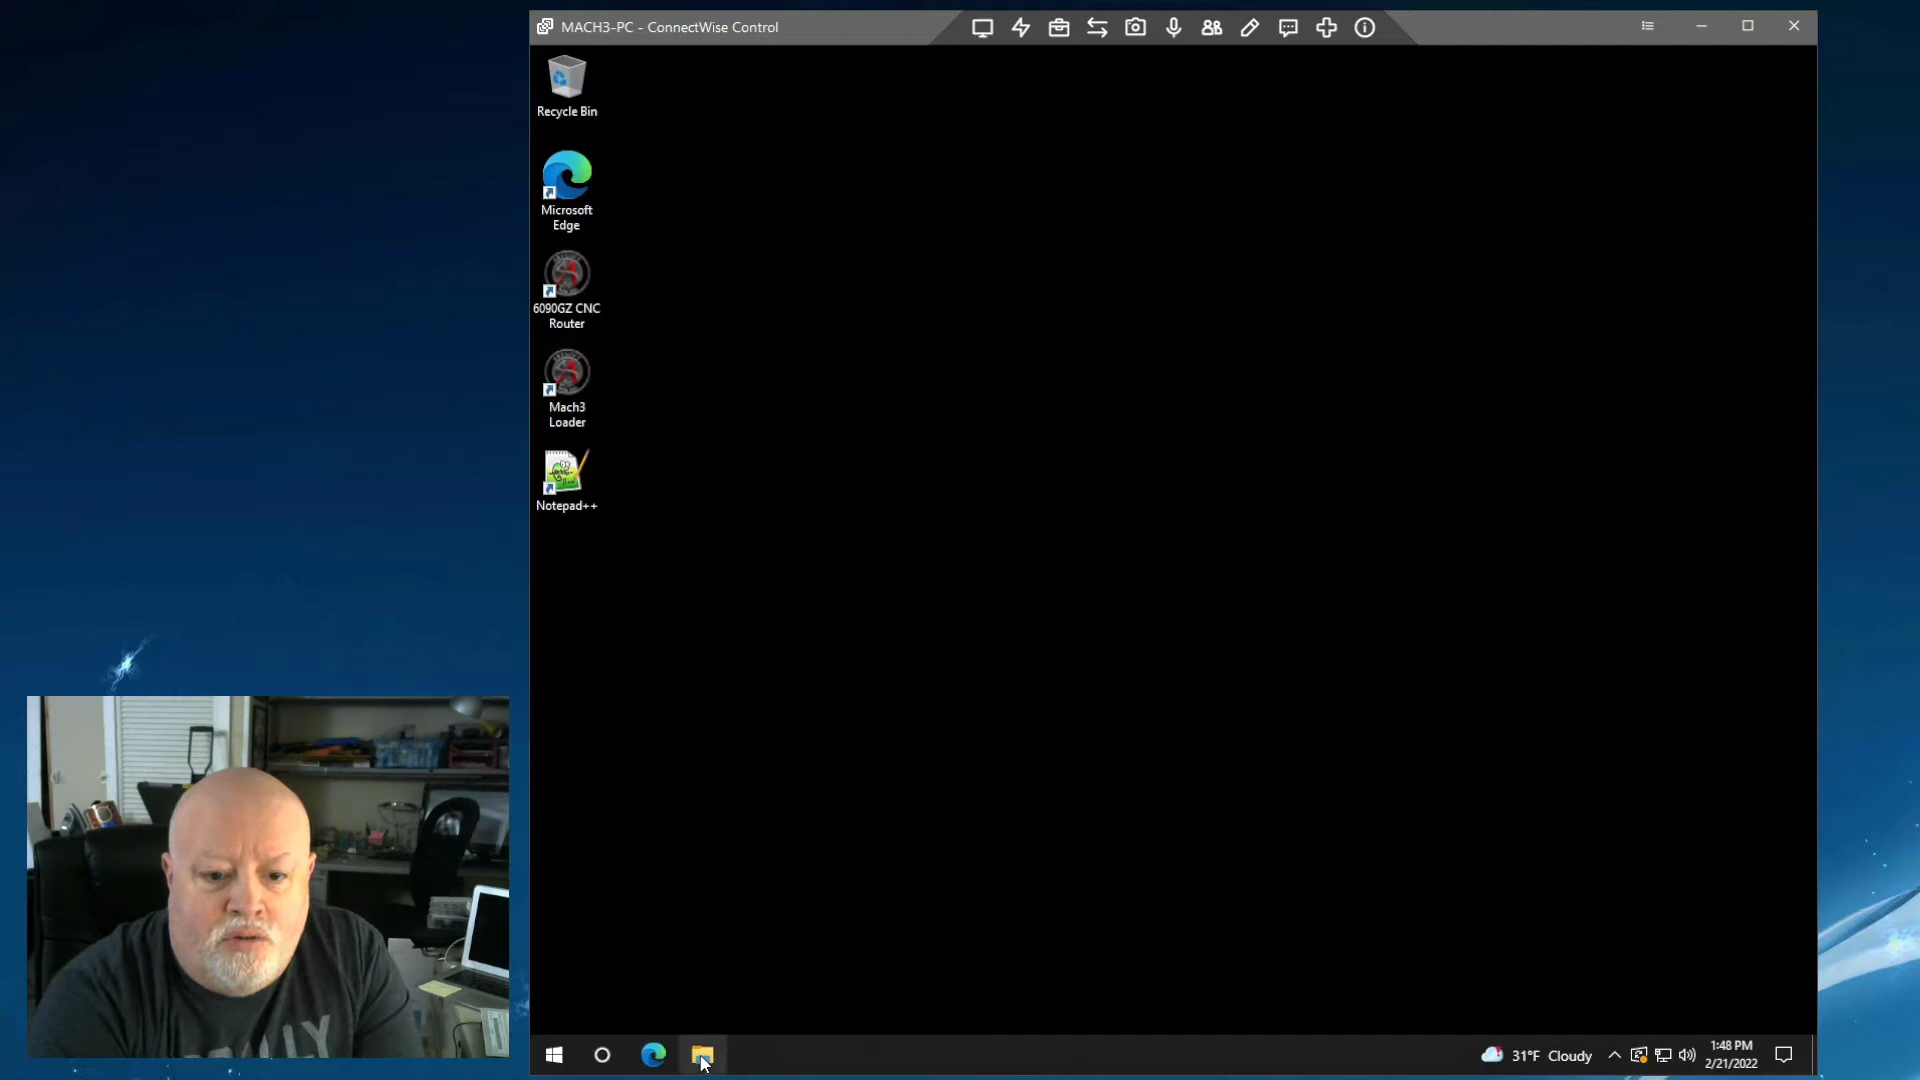 MACH3-PC - ConnectWise Control
Recycle Bin
Microsoft
Edge
6090GZ CNC
Router
Mach3
Loader
Notepad++
31°F Cloudy
1:48 PM
2/21/2022